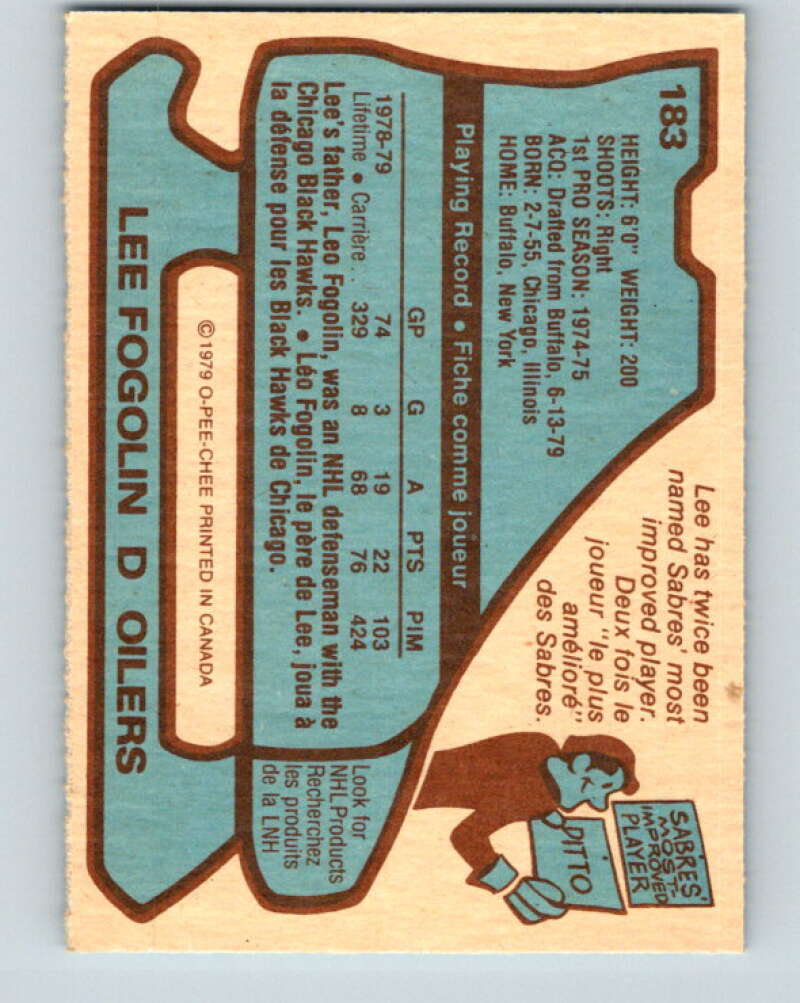 183
HEIGHT: 6'0" WEIGHT: 200
SHOOTS: Right
1st PRO SEASON: 1974-75
ACQ: Drafted from Buffalo, 6-13-79
BORN: 2-7-55, Chicago, Illinois
HOME: Buffalo, New York
Lee has twice been
named Sabres' most
improved player.
Deux fois le
joueur "le plus
amélioré"
des Sabres.
SABRES'
MOST-
IMPROVED
PLAYER
DITTO
Playing Record • Fiche comme joueur
GP G A PTS PIM
1978-79 74 3 19 22 103
Lifetime • Carrière.. 329 8 68 76 424
Lee's father, Leo Fogolin, was an NHL defenseman with the
Chicago Black Hawks. • Léo Fogolin, le père de Lee, joua à
la défense pour les Black Hawks de Chicago.
Look for
NHL Products
Recherchez
les produits
de la LNH
©1979 O-PEE-CHEE PRINTED IN CANADA
LEE FOGOLIN D OILERS